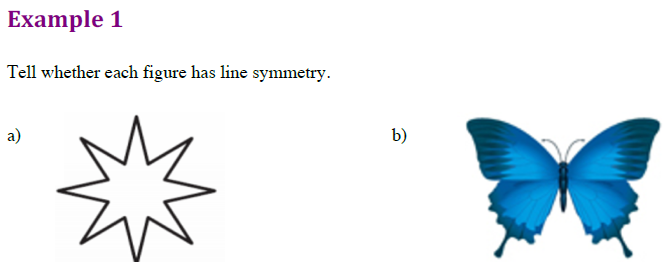 Example 1
Tell whether each figure has line symmetry.
a)
b)